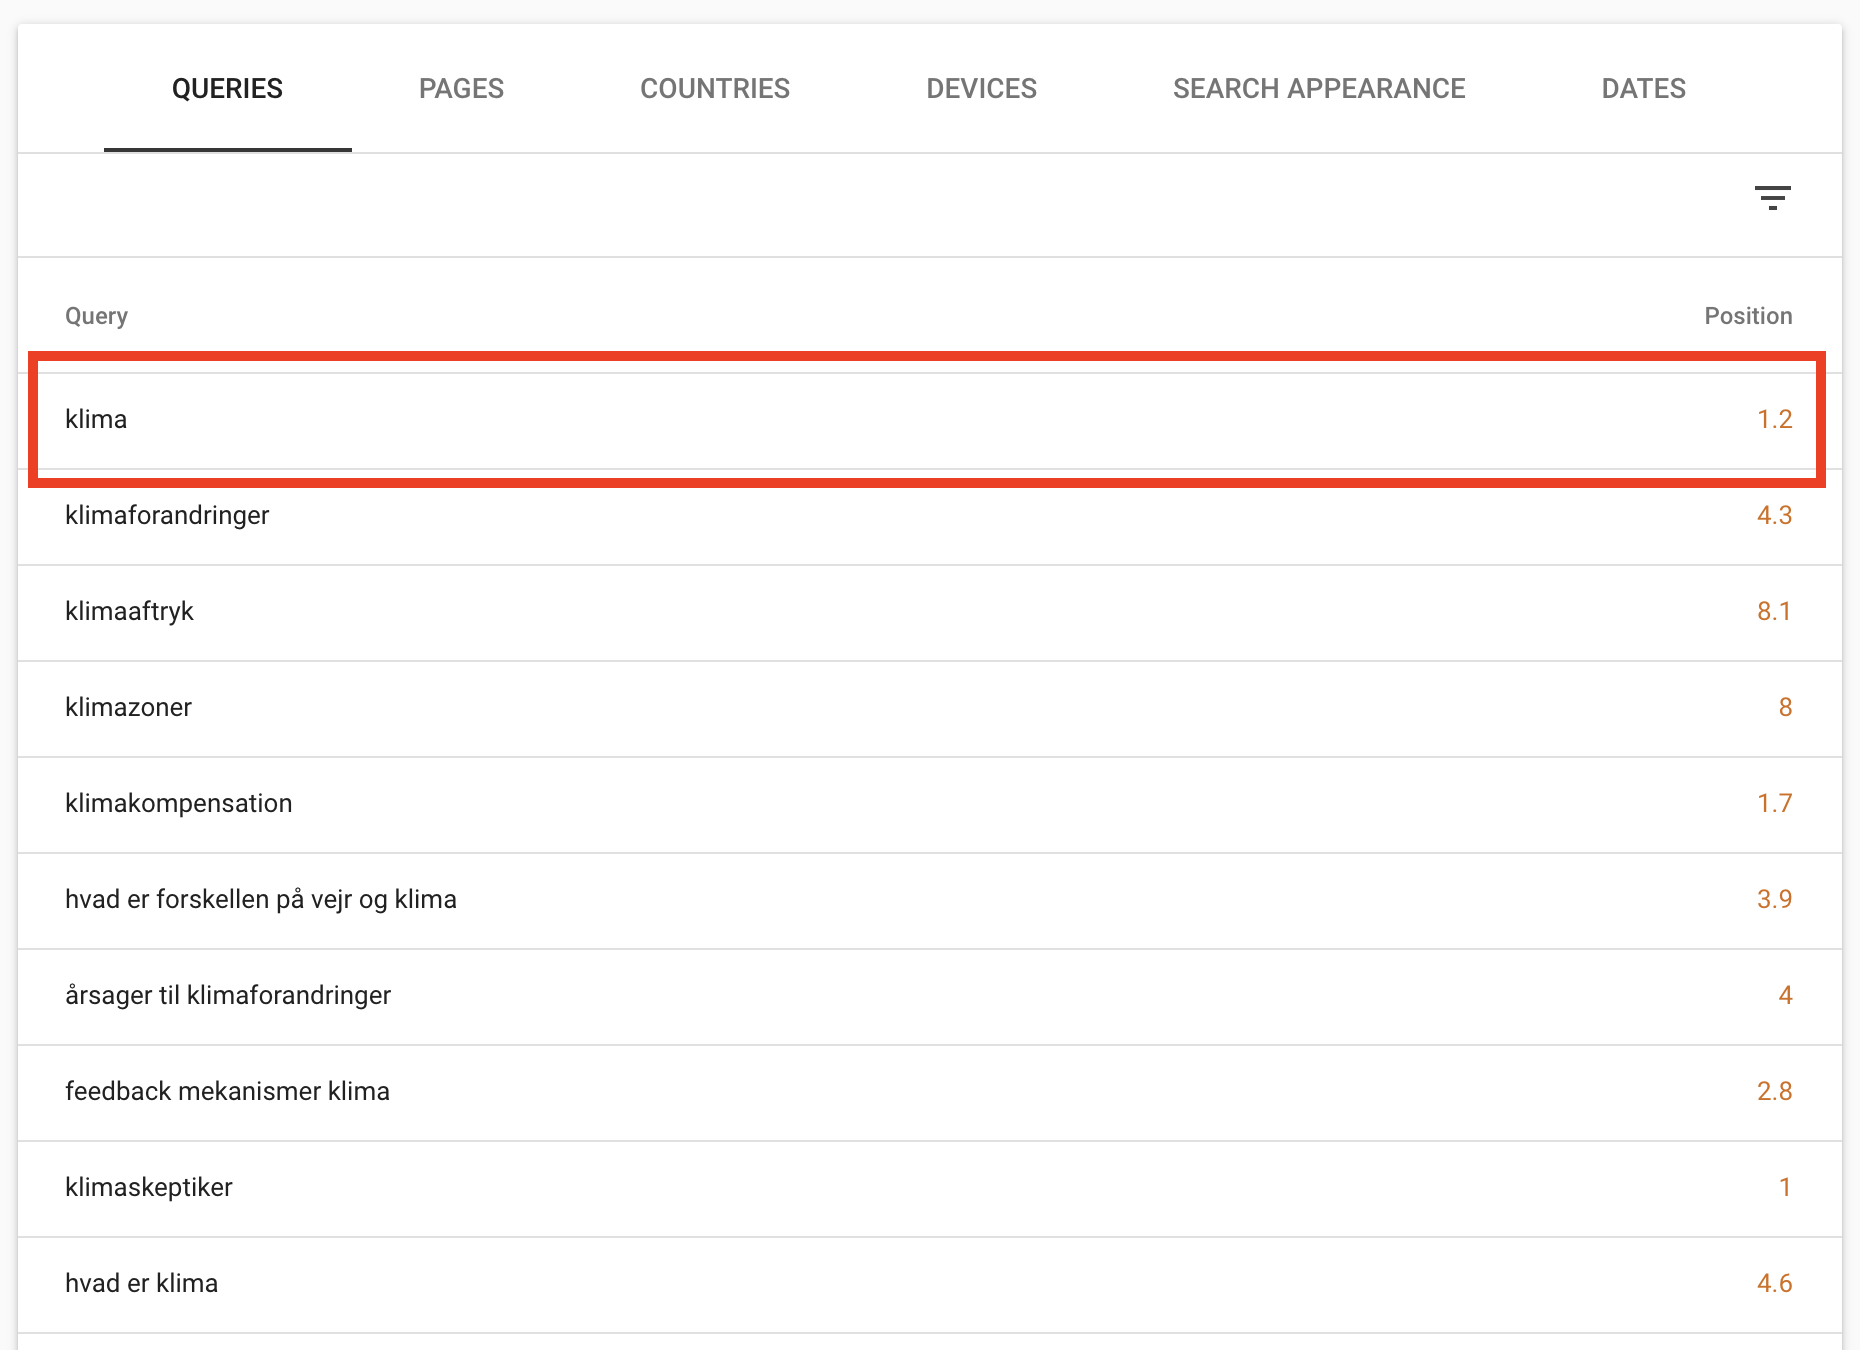 QUERIES PAGES COUNTRIES DEVICES SEARCH APPEARANCE DATES
Query Position
klima 1.2
klimaforandringer 4.3
klimaaftryk 8.1
klimazoner 8
klimakompensation 1.7
hvad er forskellen på vejr og klima 3.9
årsager til klimaforandringer 4
feedback mekanismer klima 2.8
klimaskeptiker 1
hvad er klima 4.6